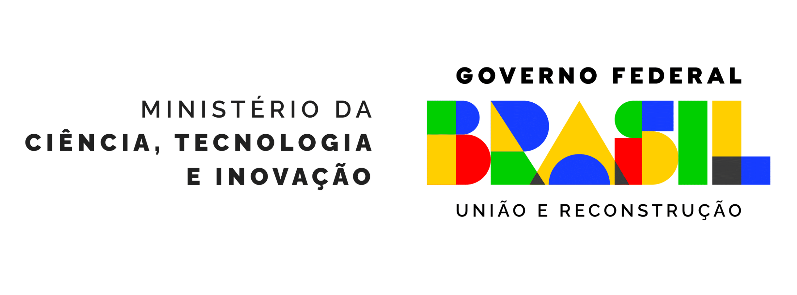 MINISTÉRIO DA
CIÊNCIA, TECNOLOGIA
E INOVAÇÃO
GOVERNO FEDERAL
BRASIL
UNIÃO E RECONSTRUÇÃO